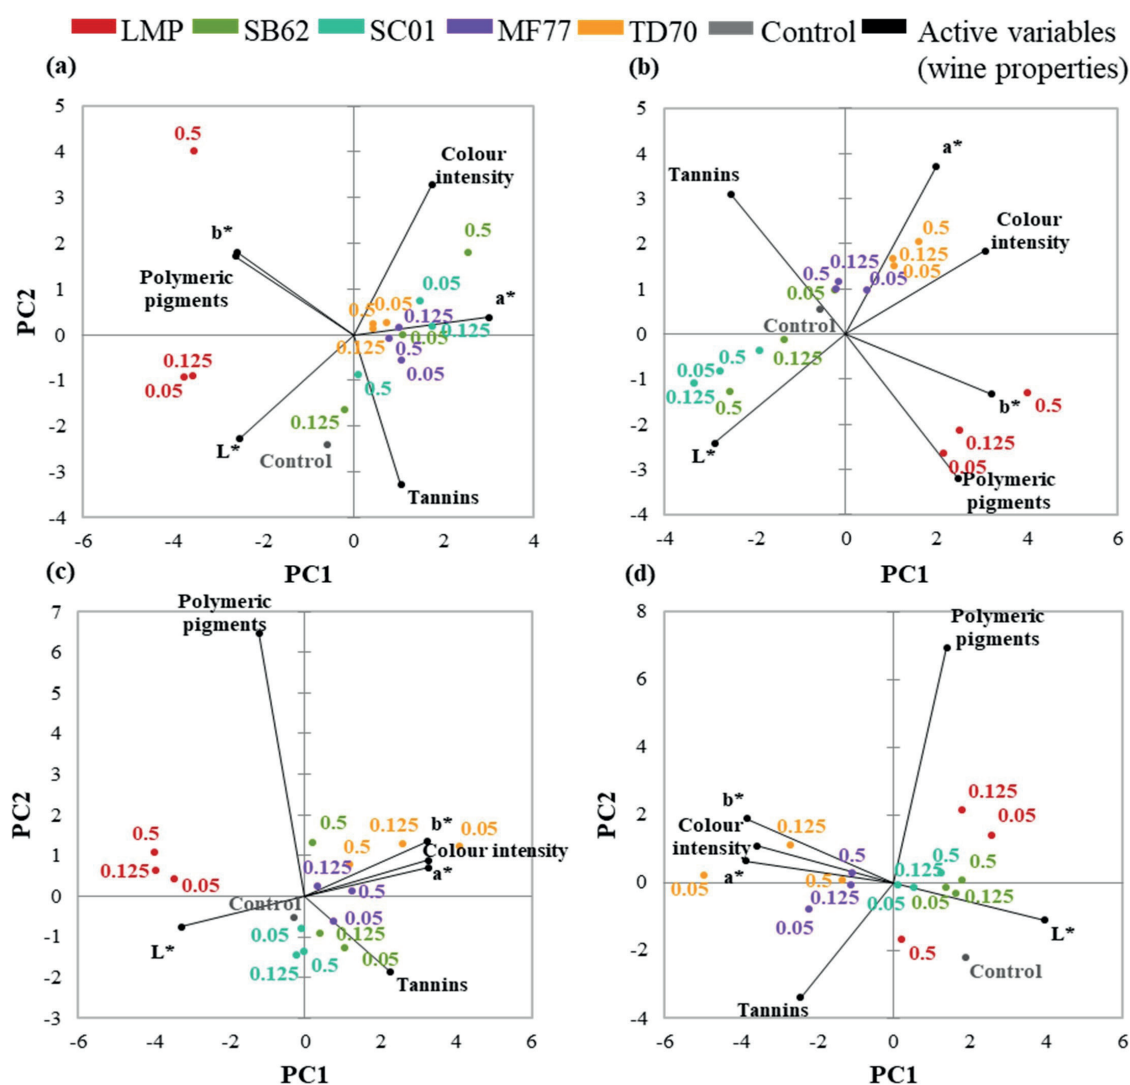 LMP SB62 SC01 MF77 TD70 Control Active variables
(wine properties)
(a)
5
4
3
2
1
0
-1
-2
-3
-4
-6 -4 -2 0 2 4
PC1
PC2
0.5
Colour
intensity
b*
Polymeric
pigments
0.5
0.05
a*
0.5 0.05 0.125
0.125
0.125 0.05
0.5
0.05
0.125
0.05
0.5
0.125
L*
Control
Tannins
(b)
5
4
3
2
1
0
-1
-2
-3
-4
-4 -2 0 2 4 6
PC1
a*
Tannins
Colour
intensity
0.5
0.125
0.05
0.5 0.125
0.05
0.05
Control
0.5
0.05
0.125
0.125
0.5
b*
0.5
0.125
0.05
L*
Polymeric
pigments
(c)
7
6
5
4
3
2
1
0
-1
-2
-3
-6 -4 -2 0 2 4 6
PC1
PC2
Polymeric
pigments
0.5
0.125
0.05
0.5
0.125
b*
0.05
0.5
Colour intensity
0.125
0.5
a*
Control
0.05
0.05
0.125
0.05
0.125
0.5
L*
Tannins
(d)
8
6
4
2
0
-2
-4
-6 -4 -2 0 2 4 6
PC1
PC2
Polymeric
pigments
b*
Colour
intensity
a*
0.125
0.05
0.5
0.5
0.125
0.05
0.125
0.05
0.125
0.5
0.05
0.5
0.05
0.125
0.5
L*
Control
Tannins